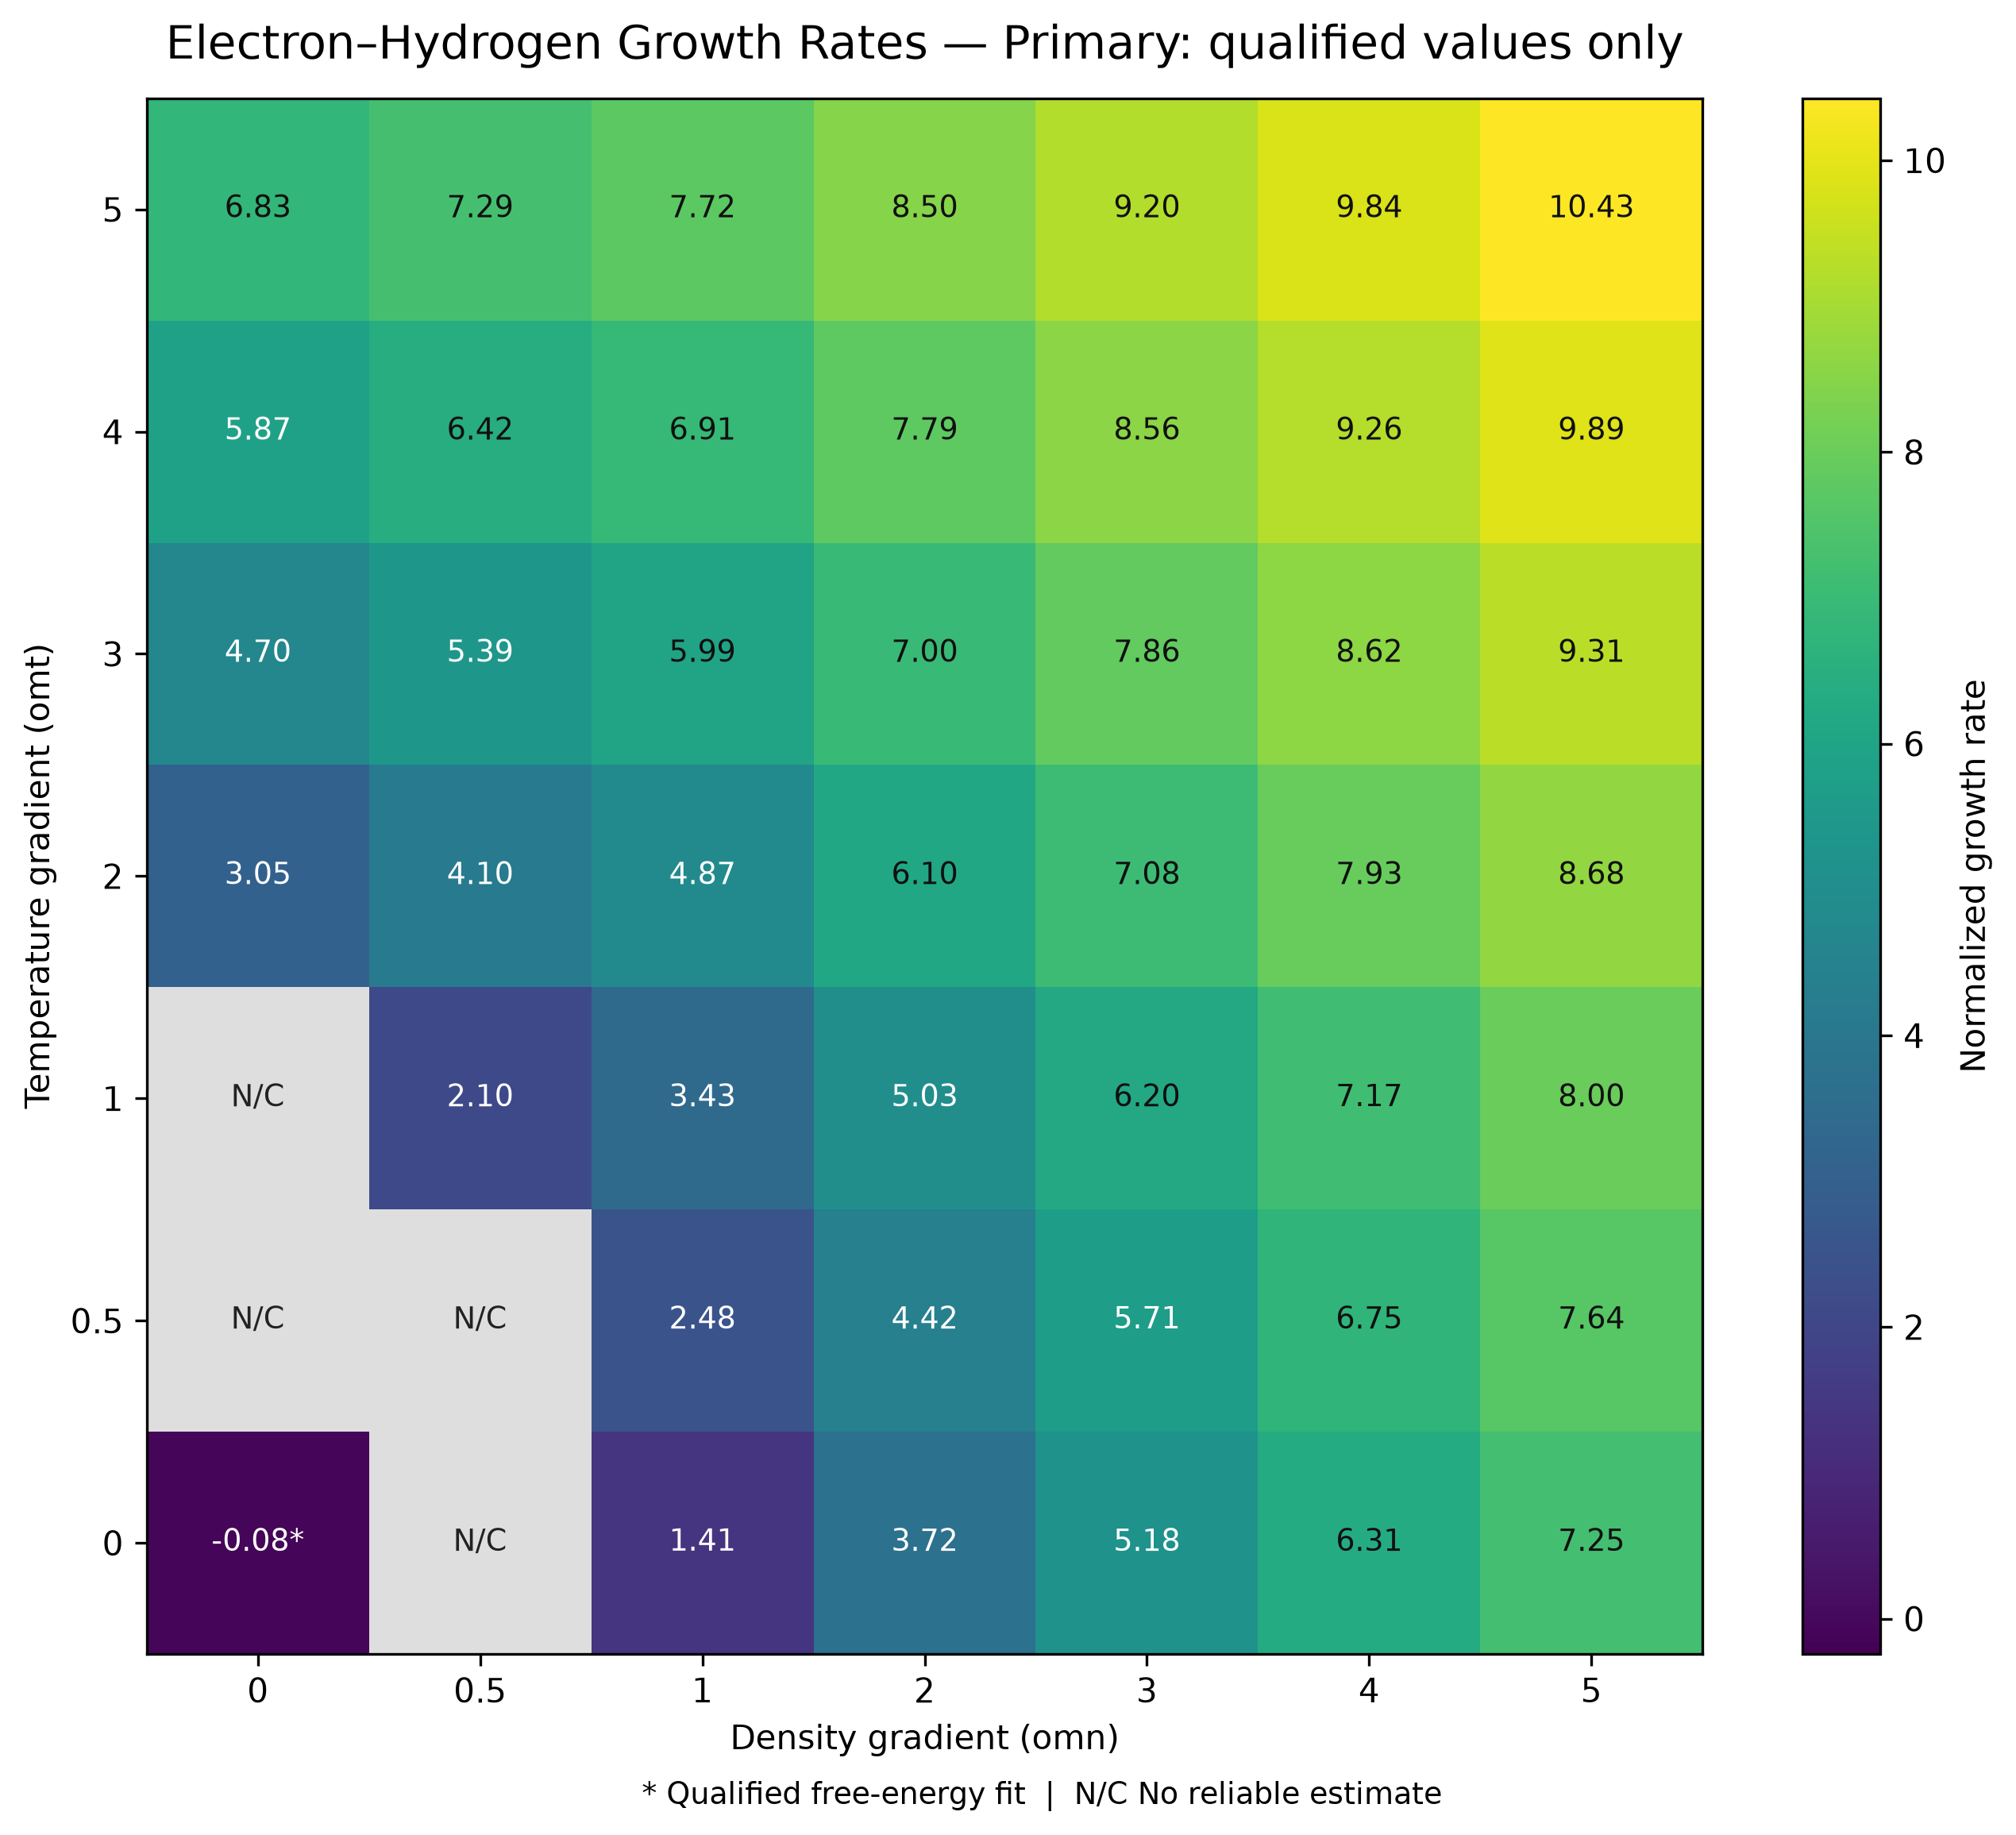 Electron–Hydrogen Growth Rates — Primary: qualified values only
5 6.83 7.29 7.72 8.50 9.20 9.84 10.43
4 5.87 6.42 6.91 7.79 8.56 9.26 9.89
3 4.70 5.39 5.99 7.00 7.86 8.62 9.31
2 3.05 4.10 4.87 6.10 7.08 7.93 8.68
1 N/C 2.10 3.43 5.03 6.20 7.17 8.00
0.5 N/C N/C 2.48 4.42 5.71 6.75 7.64
0 -0.08* N/C 1.41 3.72 5.18 6.31 7.25
0 0.5 1 2 3 4 5
Temperature gradient (omt)
Density gradient (omn)
* Qualified free-energy fit | N/C No reliable estimate
10
8
6
4
2
0
Normalized growth rate